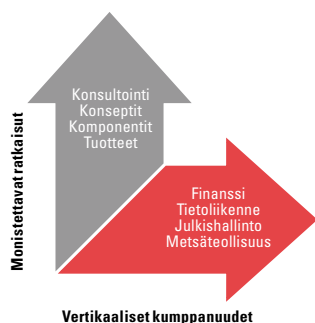 Monistettavat ratkaisut
Konsultointi
Konseptit
Komponentit
Tuotteet
Finanssi
Tietoliikenne
Julkishallinto
Metsäteollisuus
Vertikaaliset kumppanuudet